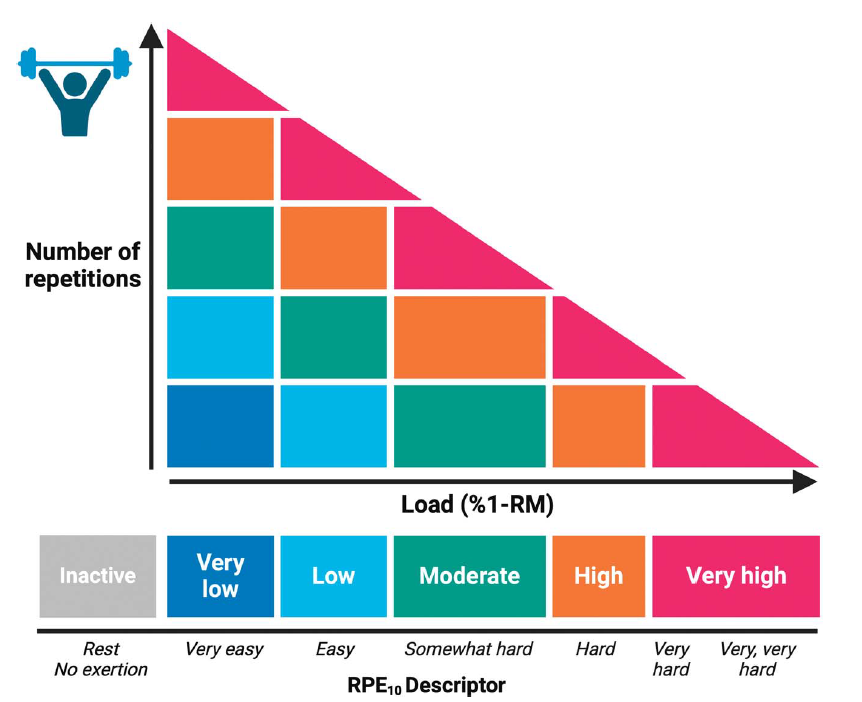 Number of
repetitions
Load (%1-RM)
Inactive
Very
low
Low
Moderate
High
Very high
Rest
No exertion
Very easy
Easy
Somewhat hard
Hard
Very
hard
Very, very
hard
RPE₁₀ Descriptor